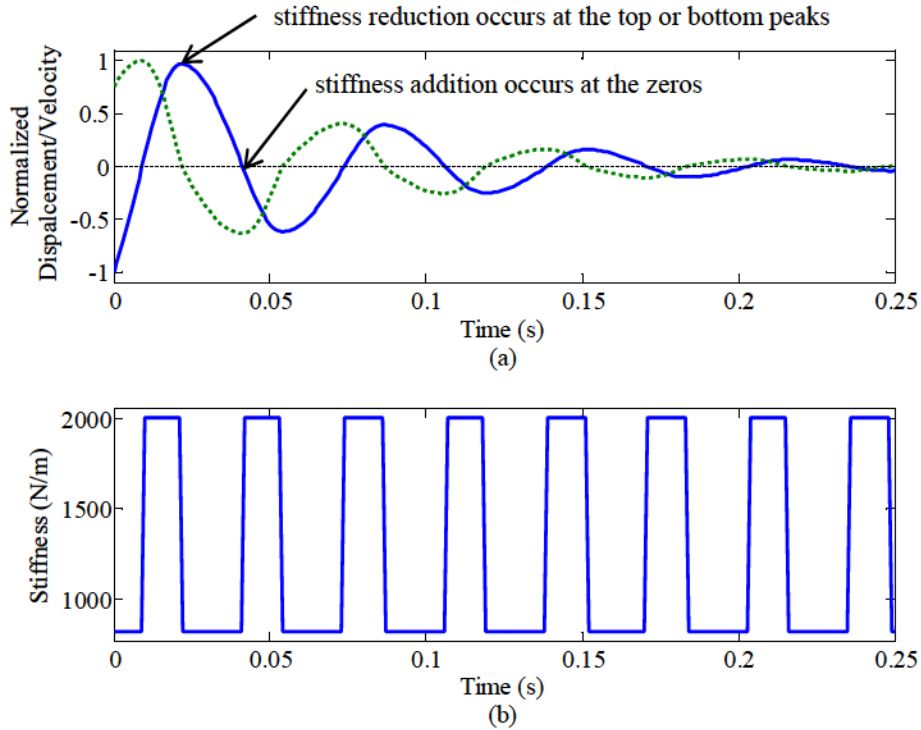 stiffness reduction occurs at the top or bottom peaks
stiffness addition occurs at the zeros
Normalized
Dispalcement/Velocity
1
0.5
0
-0.5
-1
0 0.05 0.1 0.15 0.2 0.25
Time (s)
(a)
Stiffness (N/m)
2000
1500
1000
0 0.05 0.1 0.15 0.2 0.25
Time (s)
(b)